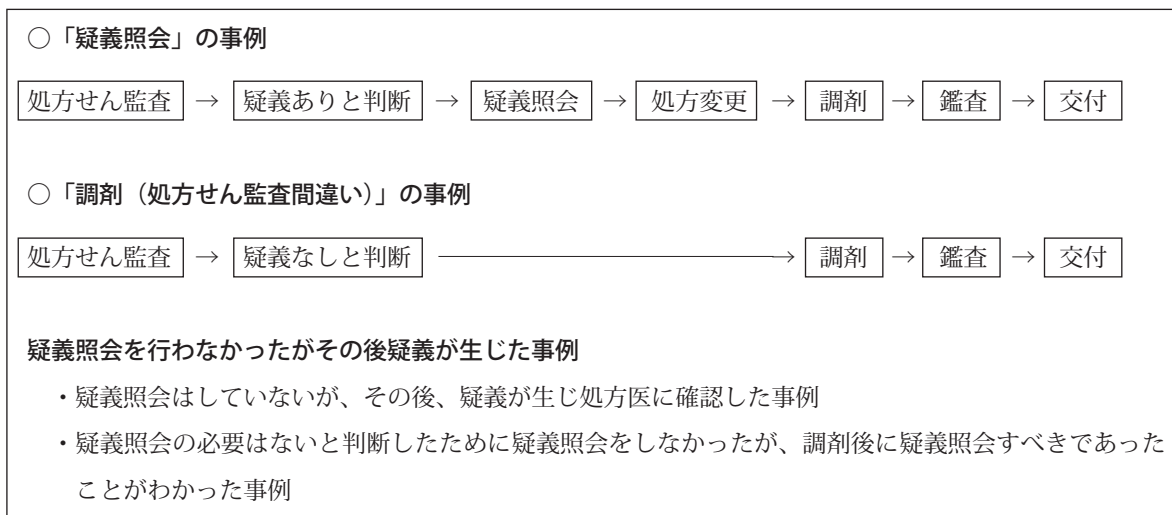 ○「疑義照会」の事例
処方せん監査 → 疑義ありと判断 → 疑義照会 → 処方変更 → 調剤 → 鑑査 → 交付
○「調剤（処方せん監査間違い）」の事例
処方せん監査 → 疑義なしと判断 → 調剤 → 鑑査 → 交付
疑義照会を行わなかったがその後疑義が生じた事例
・疑義照会はしていないが、その後、疑義が生じ処方医に確認した事例
・疑義照会の必要はないと判断したために疑義照会をしなかったが、調剤後に疑義照会すべきであった
ことがわかった事例